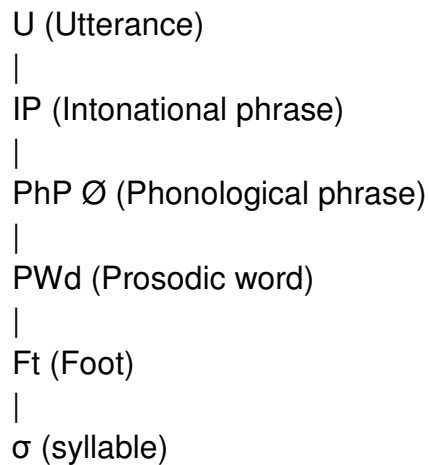 U (Utterance)
|
IP (Intonational phrase)
|
PhP Ø (Phonological phrase)
|
PWd (Prosodic word)
|
Ft (Foot)
|
σ (syllable)